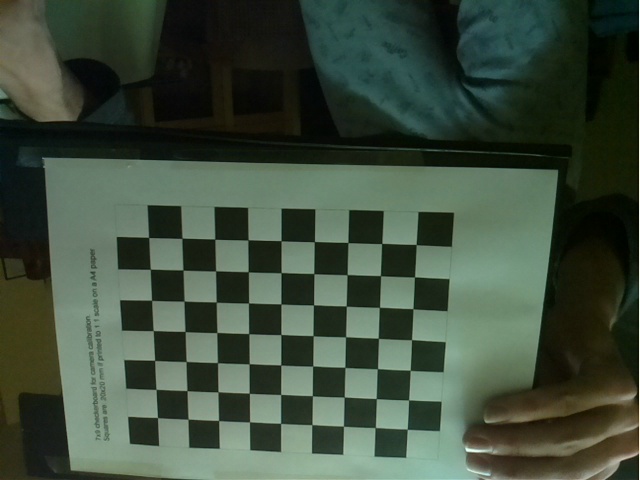 7x9 checkerboard for camera calibration.
Squares are 20x20 mm if printed to 1:1 scale on a A4 paper